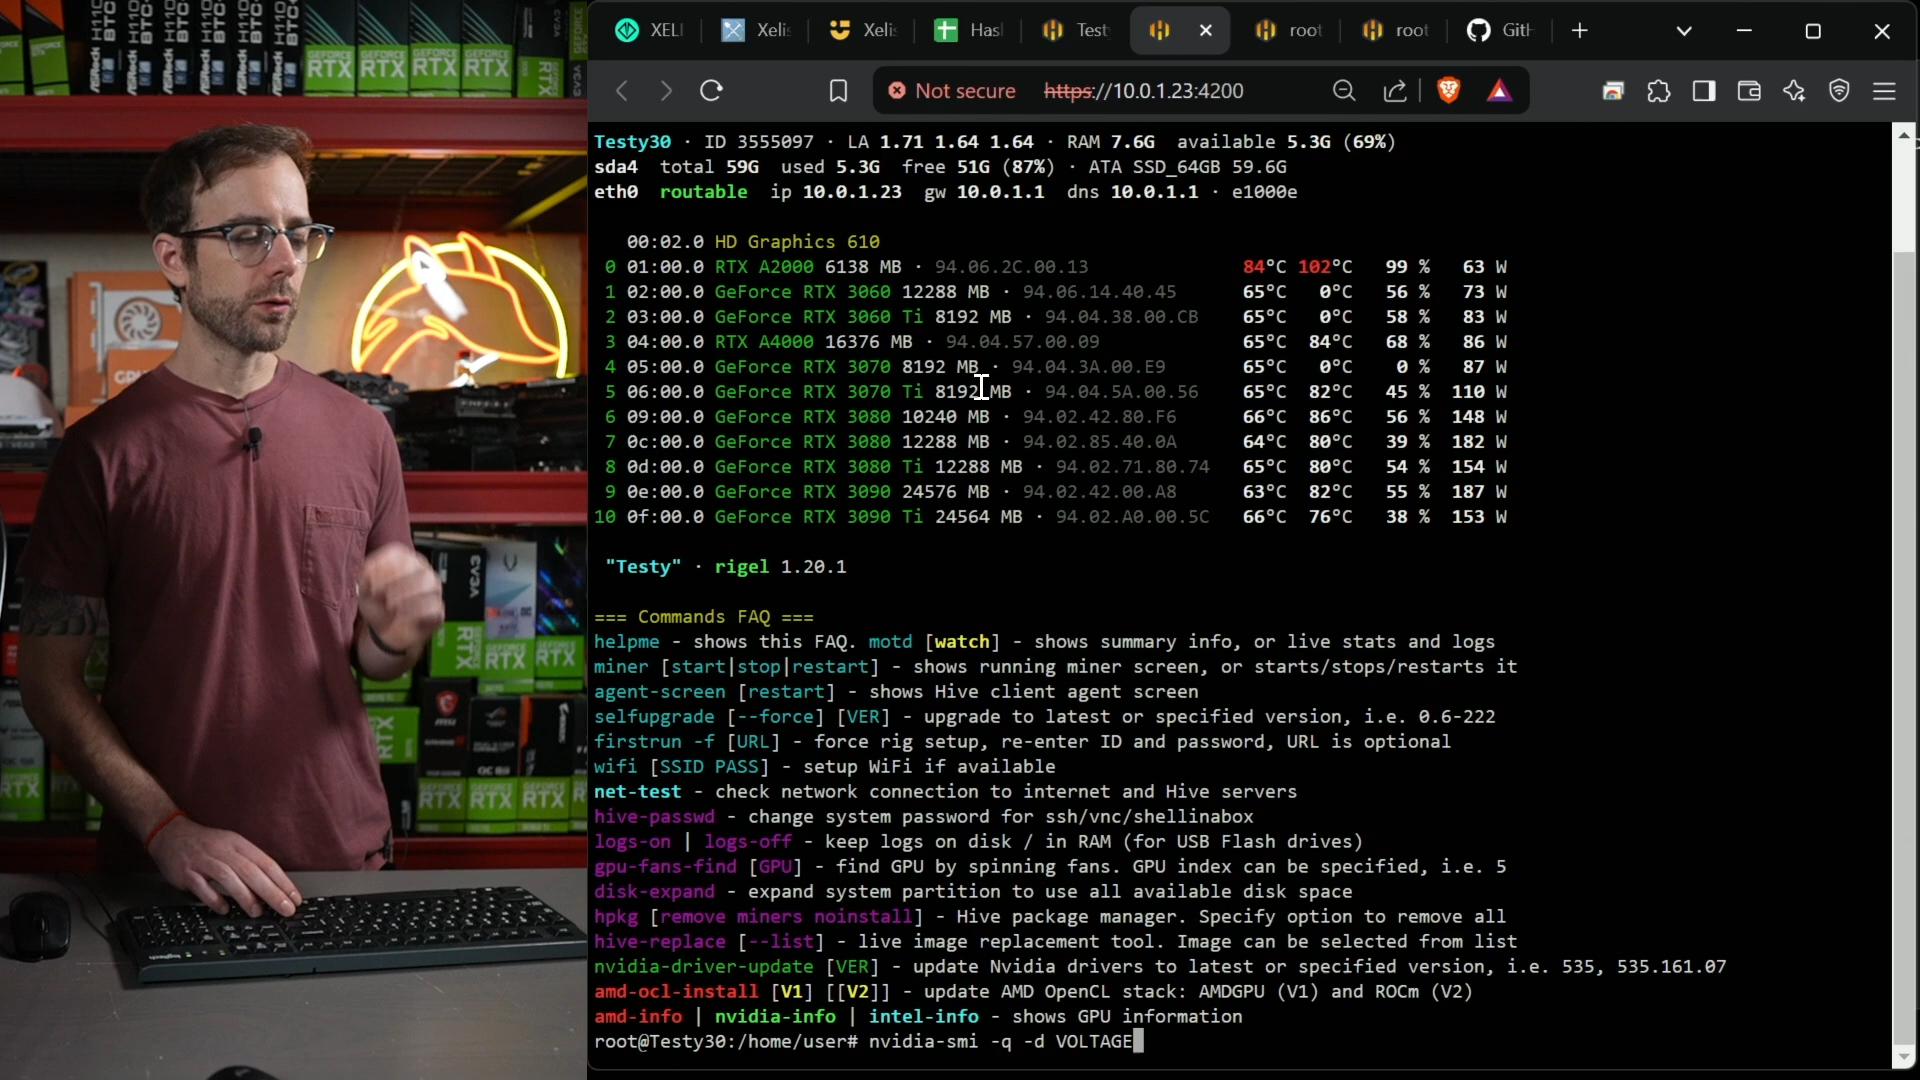 XEL
Xelis
Xelis
Hasl
Test
root
root
GitH
Not secure https://10.0.1.23:4200
Testy30 · ID 3555097 · LA 1.71 1.64 1.64 · RAM 7.6G available 5.3G (69%)
sda4 total 59G used 5.3G free 51G (87%) · ATA SSD_64GB 59.6G
eth0 routable ip 10.0.1.23 gw 10.0.1.1 dns 10.0.1.1 · e1000e
00:02.0 HD Graphics 610
0 01:00.0 RTX A2000 6138 MB · 94.06.2C.00.13 84°C 102°C 99 % 63 W
1 02:00.0 GeForce RTX 3060 12288 MB · 94.06.14.40.45 65°C 0°C 56 % 73 W
2 03:00.0 GeForce RTX 3060 Ti 8192 MB · 94.04.38.00.CB 65°C 0°C 58 % 83 W
3 04:00.0 RTX A4000 16376 MB · 94.04.57.00.09 65°C 84°C 68 % 86 W
4 05:00.0 GeForce RTX 3070 8192 MB · 94.04.3A.00.E9 65°C 0°C 0 % 87 W
5 06:00.0 GeForce RTX 3070 Ti 8192 MB · 94.04.5A.00.56 65°C 82°C 45 % 110 W
6 09:00.0 GeForce RTX 3080 10240 MB · 94.02.42.80.F6 66°C 86°C 56 % 148 W
7 0c:00.0 GeForce RTX 3080 12288 MB · 94.02.85.40.0A 64°C 80°C 39 % 182 W
8 0d:00.0 GeForce RTX 3080 Ti 12288 MB · 94.02.71.80.74 65°C 80°C 54 % 154 W
9 0e:00.0 GeForce RTX 3090 24576 MB · 94.02.42.00.A8 63°C 82°C 55 % 187 W
10 0f:00.0 GeForce RTX 3090 Ti 24564 MB · 94.02.A0.00.5C 66°C 76°C 38 % 153 W
"Testy" · rigel 1.20.1
=== Commands FAQ ===
helpme - shows this FAQ. motd [watch] - shows summary info, or live stats and logs
miner [start|stop|restart] - shows running miner screen, or starts/stops/restarts it
agent-screen [restart] - shows Hive client agent screen
selfupgrade [--force] [VER] - upgrade to latest or specified version, i.e. 0.6-222
firstrun -f [URL] - force rig setup, re-enter ID and password, URL is optional
wifi [SSID PASS] - setup WiFi if available
net-test - check network connection to internet and Hive servers
hive-passwd - change system password for ssh/vnc/shellinabox
logs-on | logs-off - keep logs on disk / in RAM (for USB Flash drives)
gpu-fans-find [GPU] - find GPU by spinning fans. GPU index can be specified, i.e. 5
disk-expand - expand system partition to use all available disk space
hpkg [remove miners noinstall] - Hive package manager. Specify option to remove all
hive-replace [--list] - live image replacement tool. Image can be selected from list
nvidia-driver-update [VER] - update Nvidia drivers to latest or specified version, i.e. 535, 535.161.07
amd-ocl-install [V1] [[V2]] - update AMD OpenCL stack: AMDGPU (V1) and ROCm (V2)
amd-info | nvidia-info | intel-info - shows GPU information
root@Testy30:/home/user# nvidia-smi -q -d VOLTAGE
GEFORCE RTX
GEFORCE RTX
GEFORCE RTX
GEFORCE RTX
EVGA
RTX
RTX
RTX
RTX
RTX
RTX